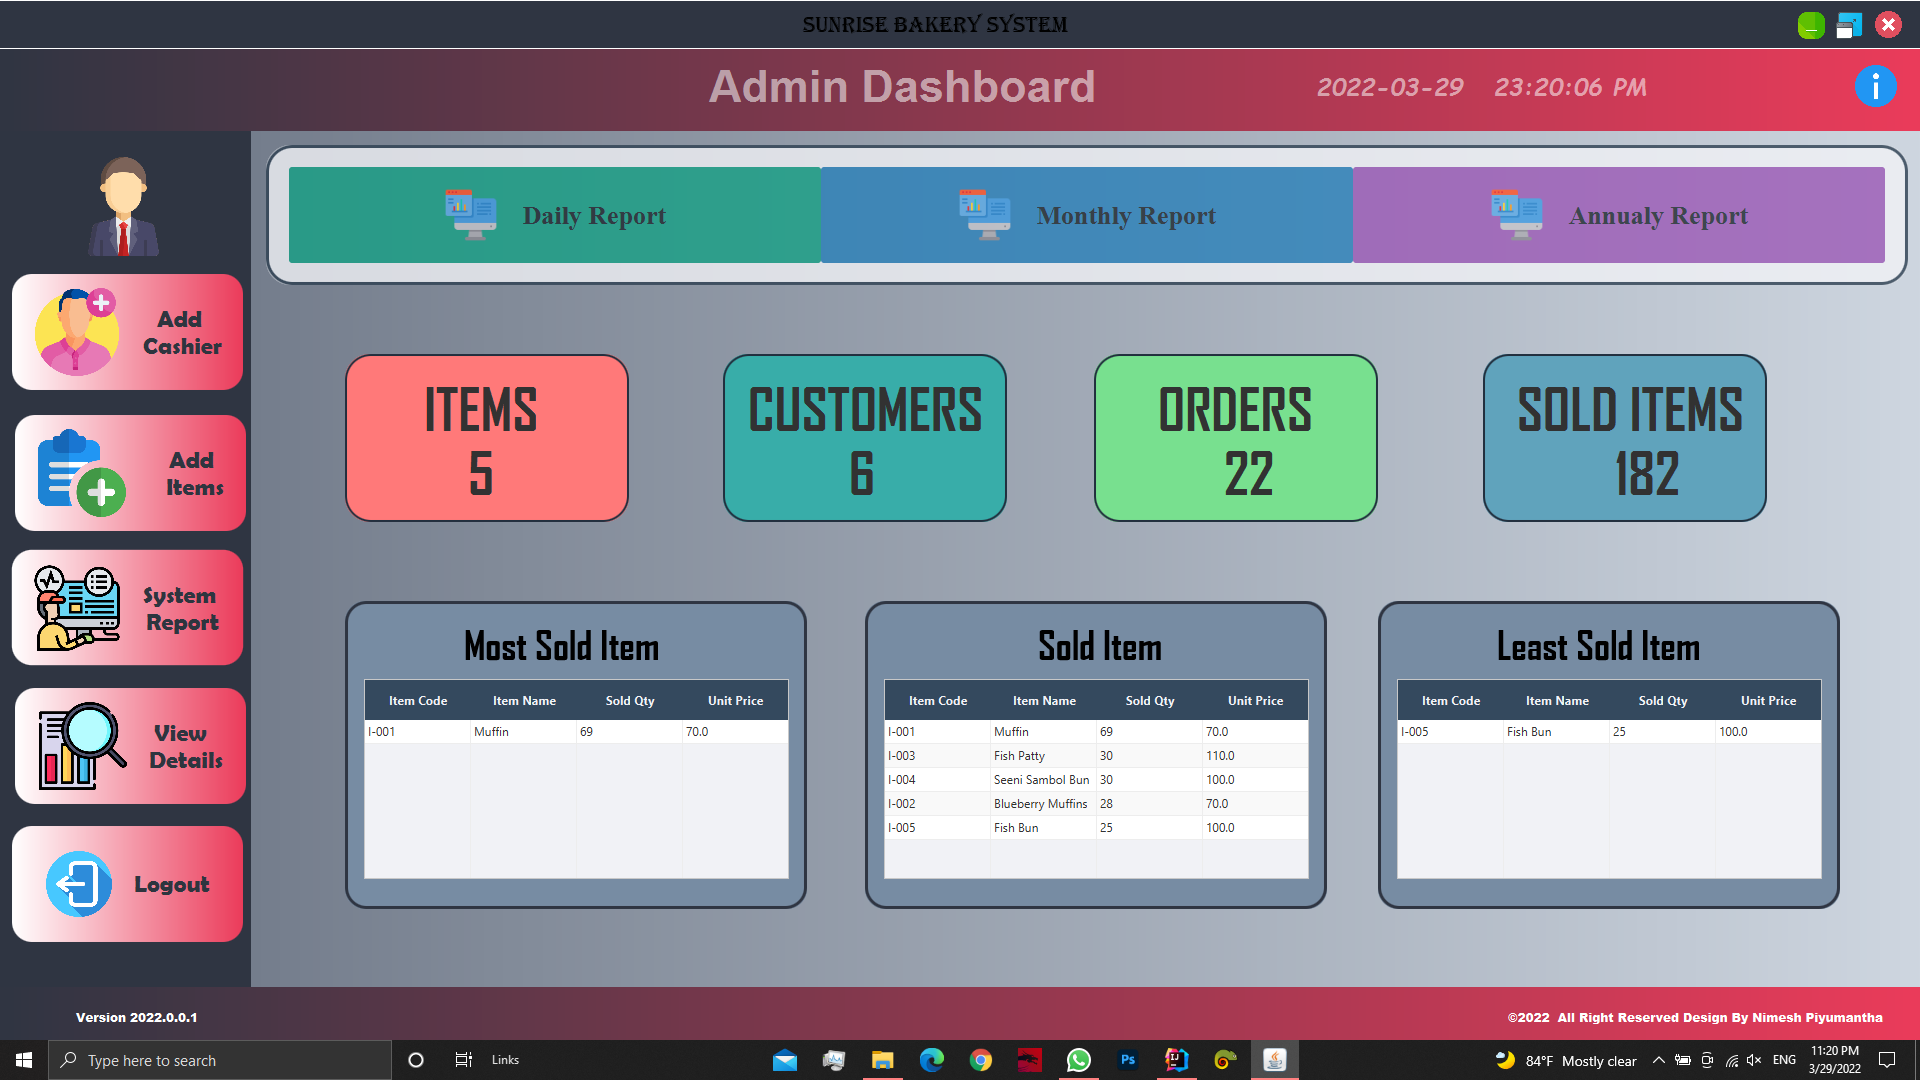 SUNRISE BAKERY SYSTEM
Admin Dashboard
2022-03-29 23:20:06 PM
Daily Report
Monthly Report
Annualy Report
Add
Cashier
Add
Items
System
Report
View
Details
Logout
ITEMS
5
CUSTOMERS
6
ORDERS
22
SOLD ITEMS
182
Most Sold Item
Item Code Item Name Sold Qty Unit Price
I-001 Muffin 69 70.0
Sold Item
Item Code Item Name Sold Qty Unit Price
I-001 Muffin 69 70.0
I-003 Fish Patty 30 110.0
I-004 Seeni Sambol Bun 30 100.0
I-002 Blueberry Muffins 28 70.0
I-005 Fish Bun 25 100.0
Least Sold Item
Item Code Item Name Sold Qty Unit Price
I-005 Fish Bun 25 100.0
Version 2022.0.0.1
©2022 All Right Reserved Design By Nimesh Piyumantha
Type here to search
Links
Ps
84°F Mostly clear
ENG
11:20 PM
3/29/2022